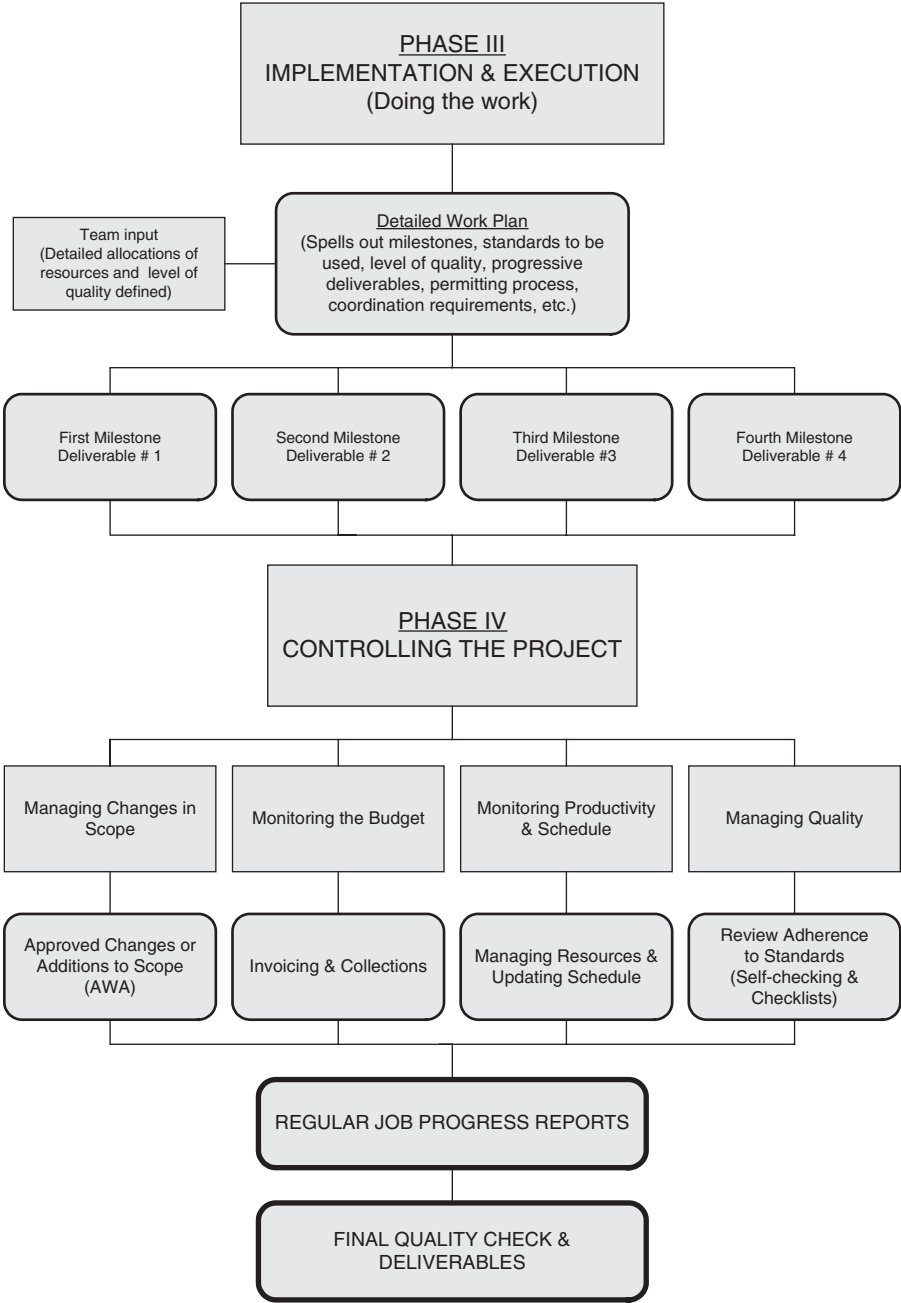 PHASE III
IMPLEMENTATION & EXECUTION
(Doing the work)
Team input
(Detailed allocations of
resources and level of
quality defined)
Detailed Work Plan
(Spells out milestones, standards to be
used, level of quality, progressive
deliverables, permitting process,
coordination requirements, etc.)
First Milestone
Deliverable # 1
Second Milestone
Deliverable # 2
Third Milestone
Deliverable #3
Fourth Milestone
Deliverable # 4
PHASE IV
CONTROLLING THE PROJECT
Managing Changes in
Scope
Monitoring the Budget
Monitoring Productivity
& Schedule
Managing Quality
Approved Changes or
Additions to Scope
(AWA)
Invoicing & Collections
Managing Resources &
Updating Schedule
Review Adherence
to Standards
(Self-checking &
Checklists)
REGULAR JOB PROGRESS REPORTS
FINAL QUALITY CHECK &
DELIVERABLES